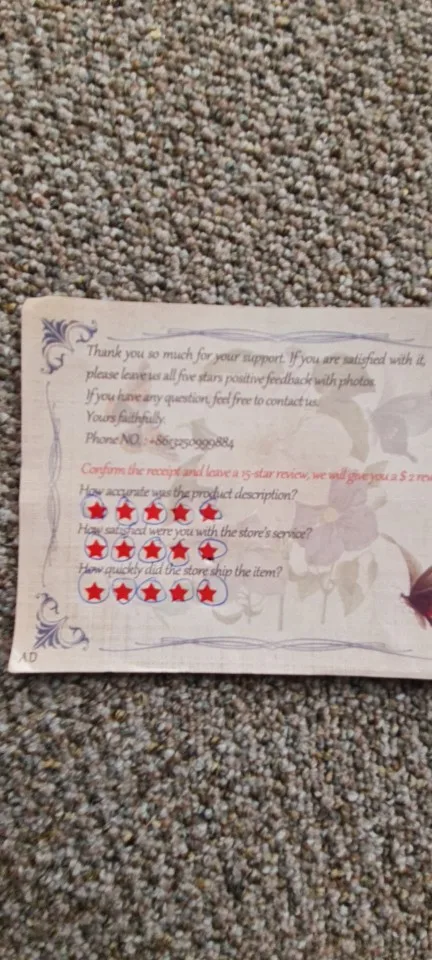 Thank you so much for your support. If you are satisfied with it,
please leave us all five stars positive feedback with photos.
If you have any question, feel free to contact us.
Yours faithfully.
Phone NO. : +8613250999884
Confirm the receipt and leave a 15-star review, we will give you a $ 2
How accurate was the product description?
How satisfied were you with the store's service?
How quickly did the store ship the item?
AD